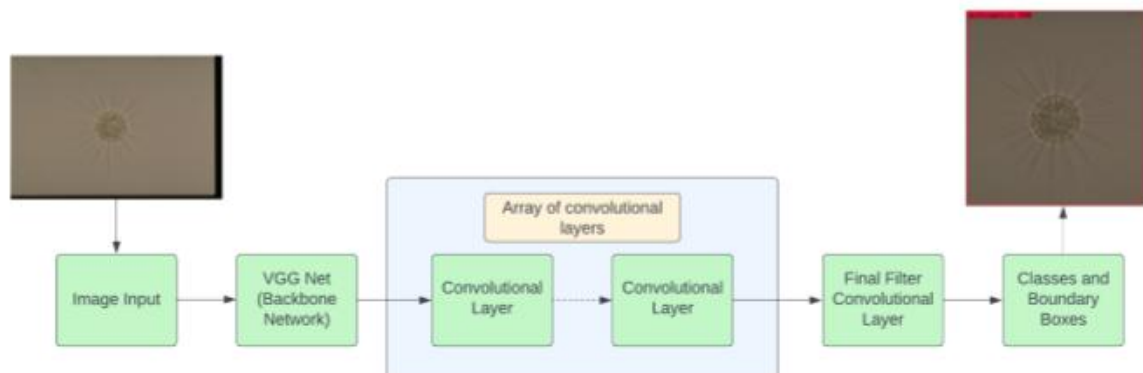 Array of convolutional
layers
Image Input
VGG Net
(Backbone
Network)
Convolutional
Layer
Convolutional
Layer
Final Filter
Convolutional
Layer
Classes and
Boundary
Boxes